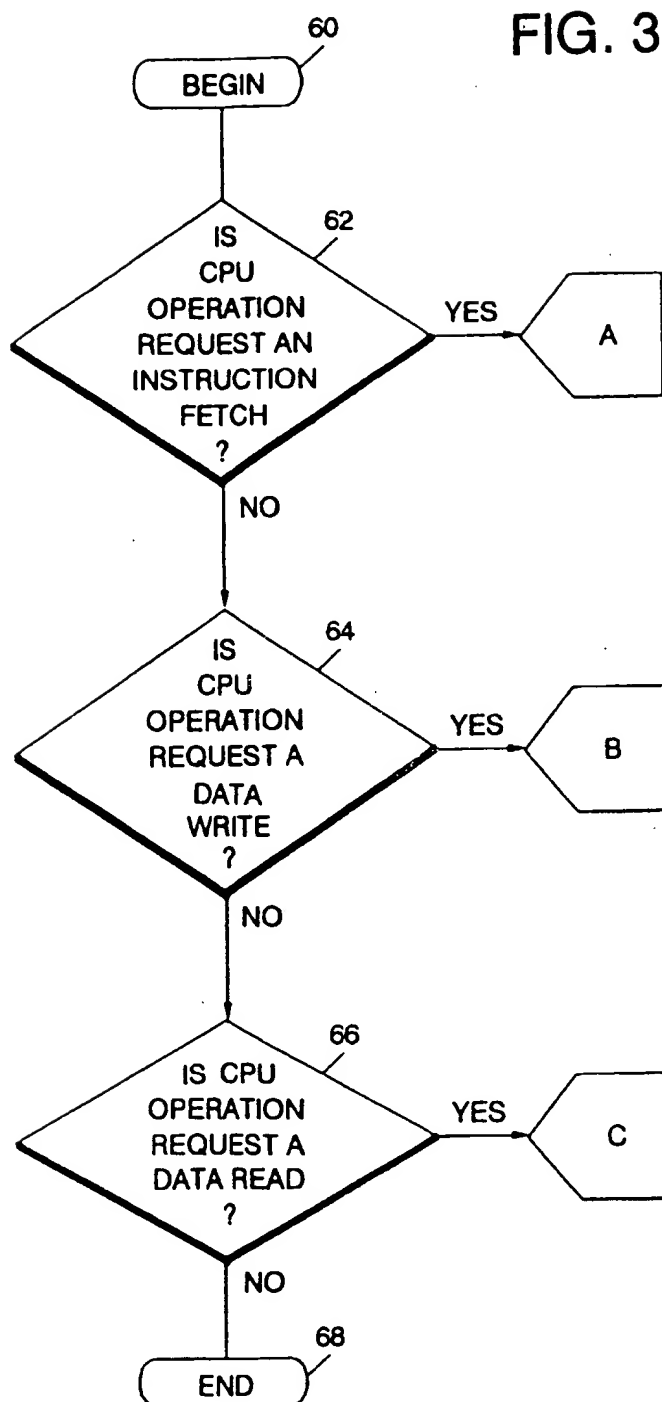 FIG. 3
60
BEGIN
62
IS
CPU
OPERATION
REQUEST AN
INSTRUCTION
FETCH
?
YES
A
NO
64
IS
CPU
OPERATION
REQUEST A
DATA
WRITE
?
YES
B
NO
66
IS CPU
OPERATION
REQUEST A
DATA READ
?
YES
C
NO
68
END